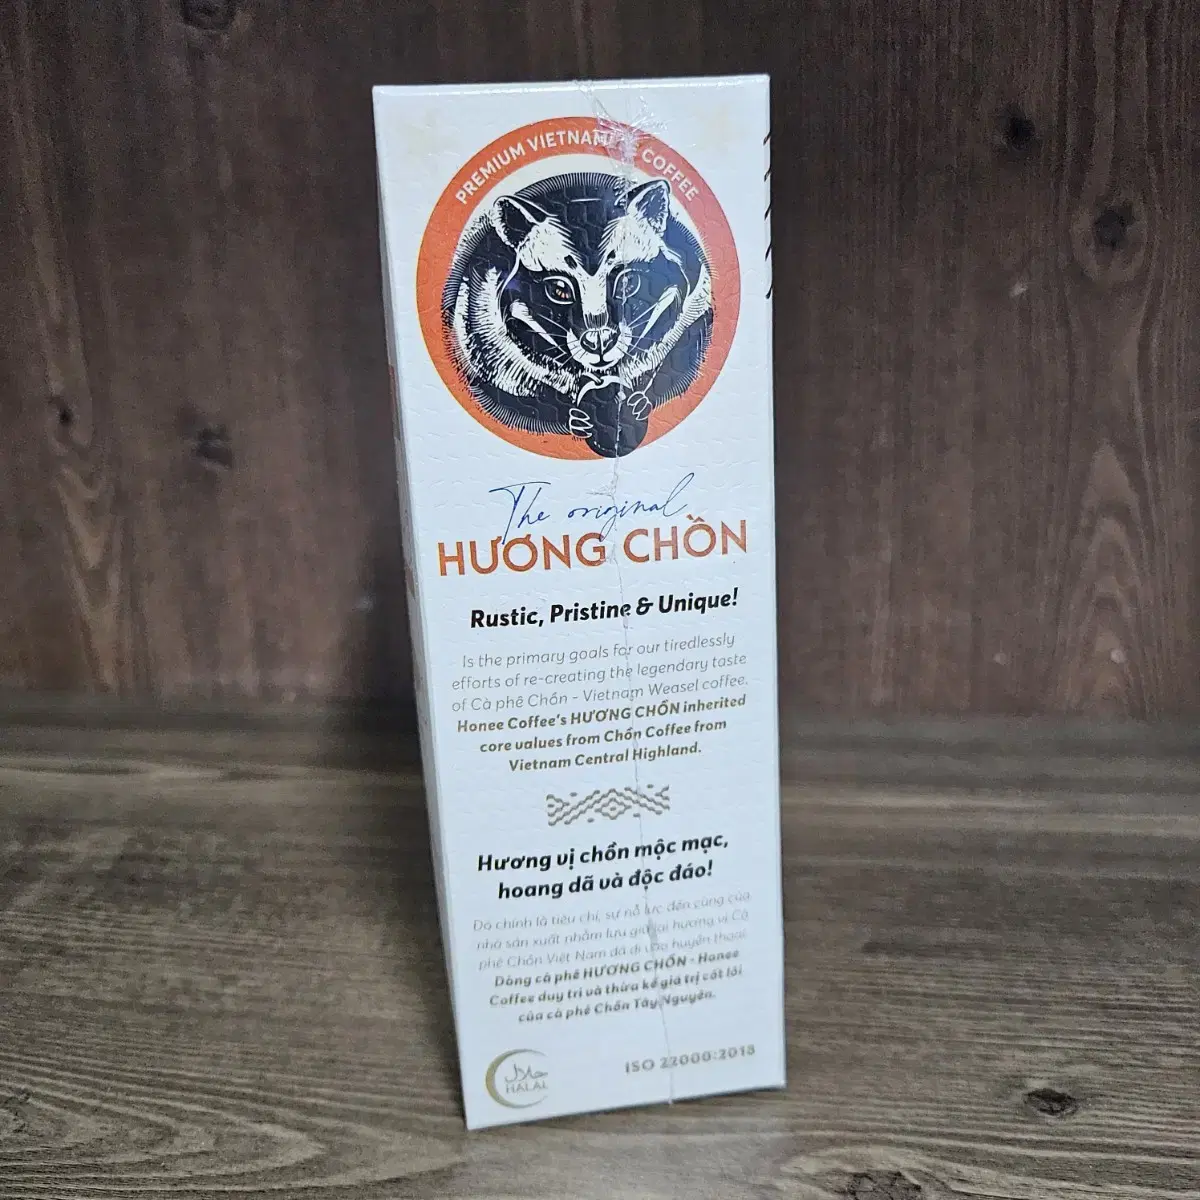 PREMIUM VIETNAMESE COFFEE
The original
HƯƠNG CHỒN
Rustic, Pristine & Unique!
Is the primary goals for our tiredlessly
efforts of re-creating the legendary taste
of Cà phê Chồn - Vietnam Weasel coffee.
Honee Coffee's HƯƠNG CHỒN inherited
core values from Chồn Coffee from
Vietnam Central Highland.
Hương vị chồn mộc mạc,
hoang dã và độc đáo!
Đó chính là tiêu chí, sự nỗ lực đến cùng của
nhà sản xuất nhằm lưu giữ lại hương vị Cà
phê Chồn Việt Nam đã đi vào huyền thoại.
Dòng cà phê HƯƠNG CHỒN - Honee
Coffee duy trì và thừa kế giá trị cốt lõi
của cà phê Chồn Tây Nguyên.
حلال
HALAL
ISO 22000:2018